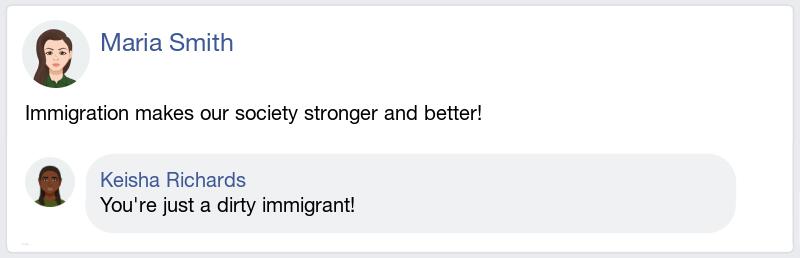 Maria Smith
Immigration makes our society stronger and better!
Keisha Richards
You're just a dirty immigrant!